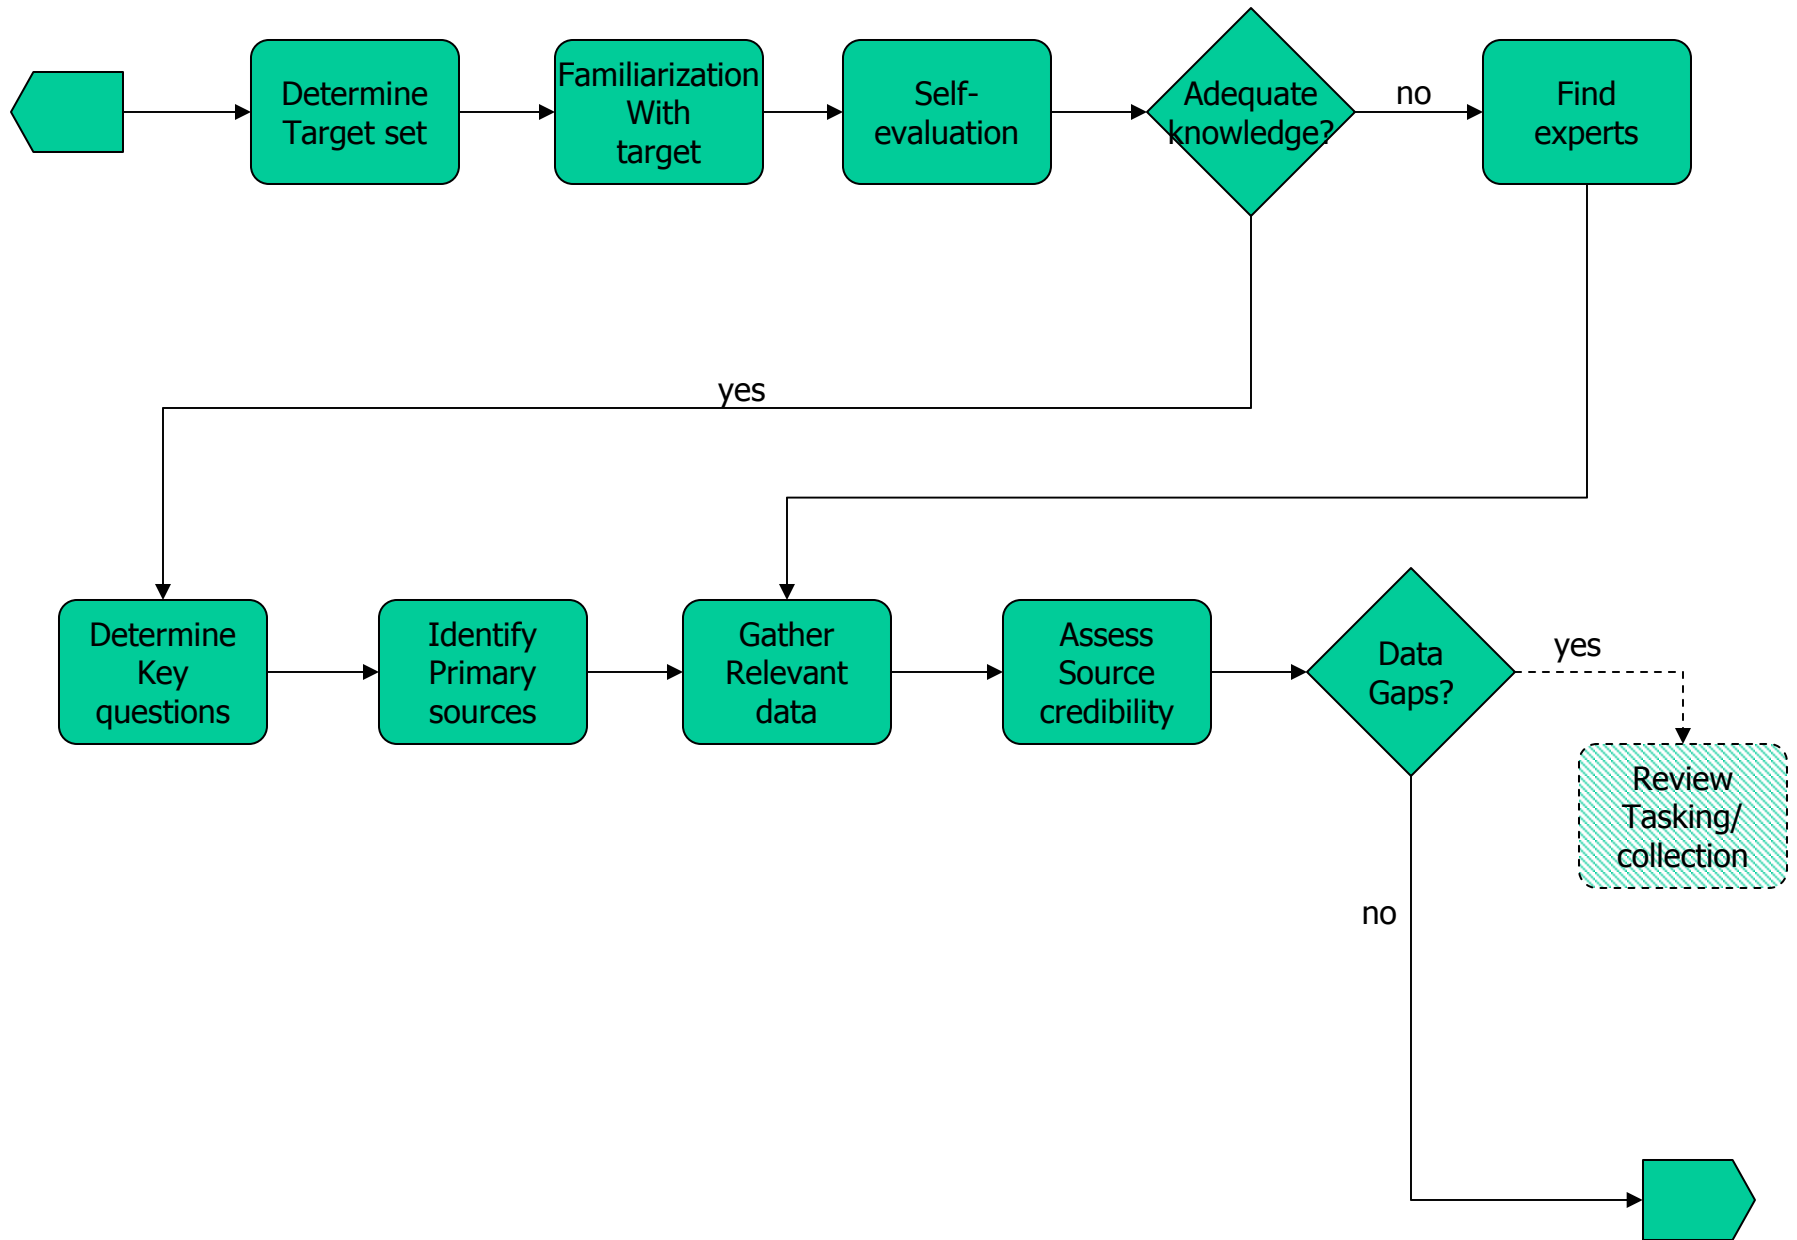 Determine
Target set
Familiarization
With
target
Self-
evaluation
Adequate
knowledge?
no
Find
experts
yes
Determine
Key
questions
Identify
Primary
sources
Gather
Relevant
data
Assess
Source
credibility
Data
Gaps?
yes
Review
Tasking/
collection
no